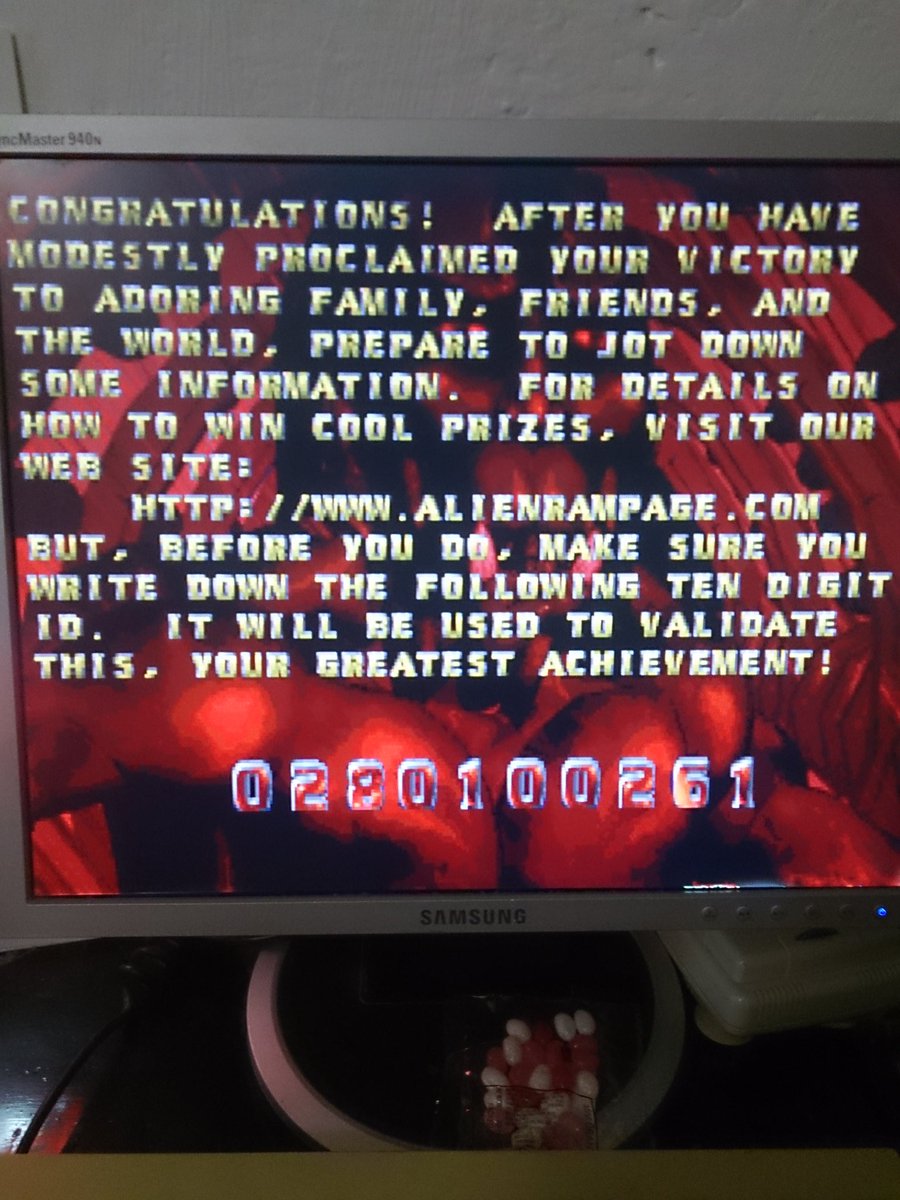 ncMaster 940N
CONGRATULATIONS! AFTER YOU HAVE
MODESTLY PROCLAIMED YOUR VICTORY
TO ADORING FAMILY, FRIENDS, AND
THE WORLD, PREPARE TO JOT DOWN
SOME INFORMATION. FOR DETAILS ON
HOW TO WIN COOL PRIZES, VISIT OUR
WEB SITE:
HTTP://WWW.ALIENRAMPAGE.COM
BUT, BEFORE YOU DO, MAKE SURE YOU
WRITE DOWN THE FOLLOWING TEN DIGIT
ID. IT WILL BE USED TO VALIDATE
THIS, YOUR GREATEST ACHIEVEMENT!
0280100261
SAMSUNG